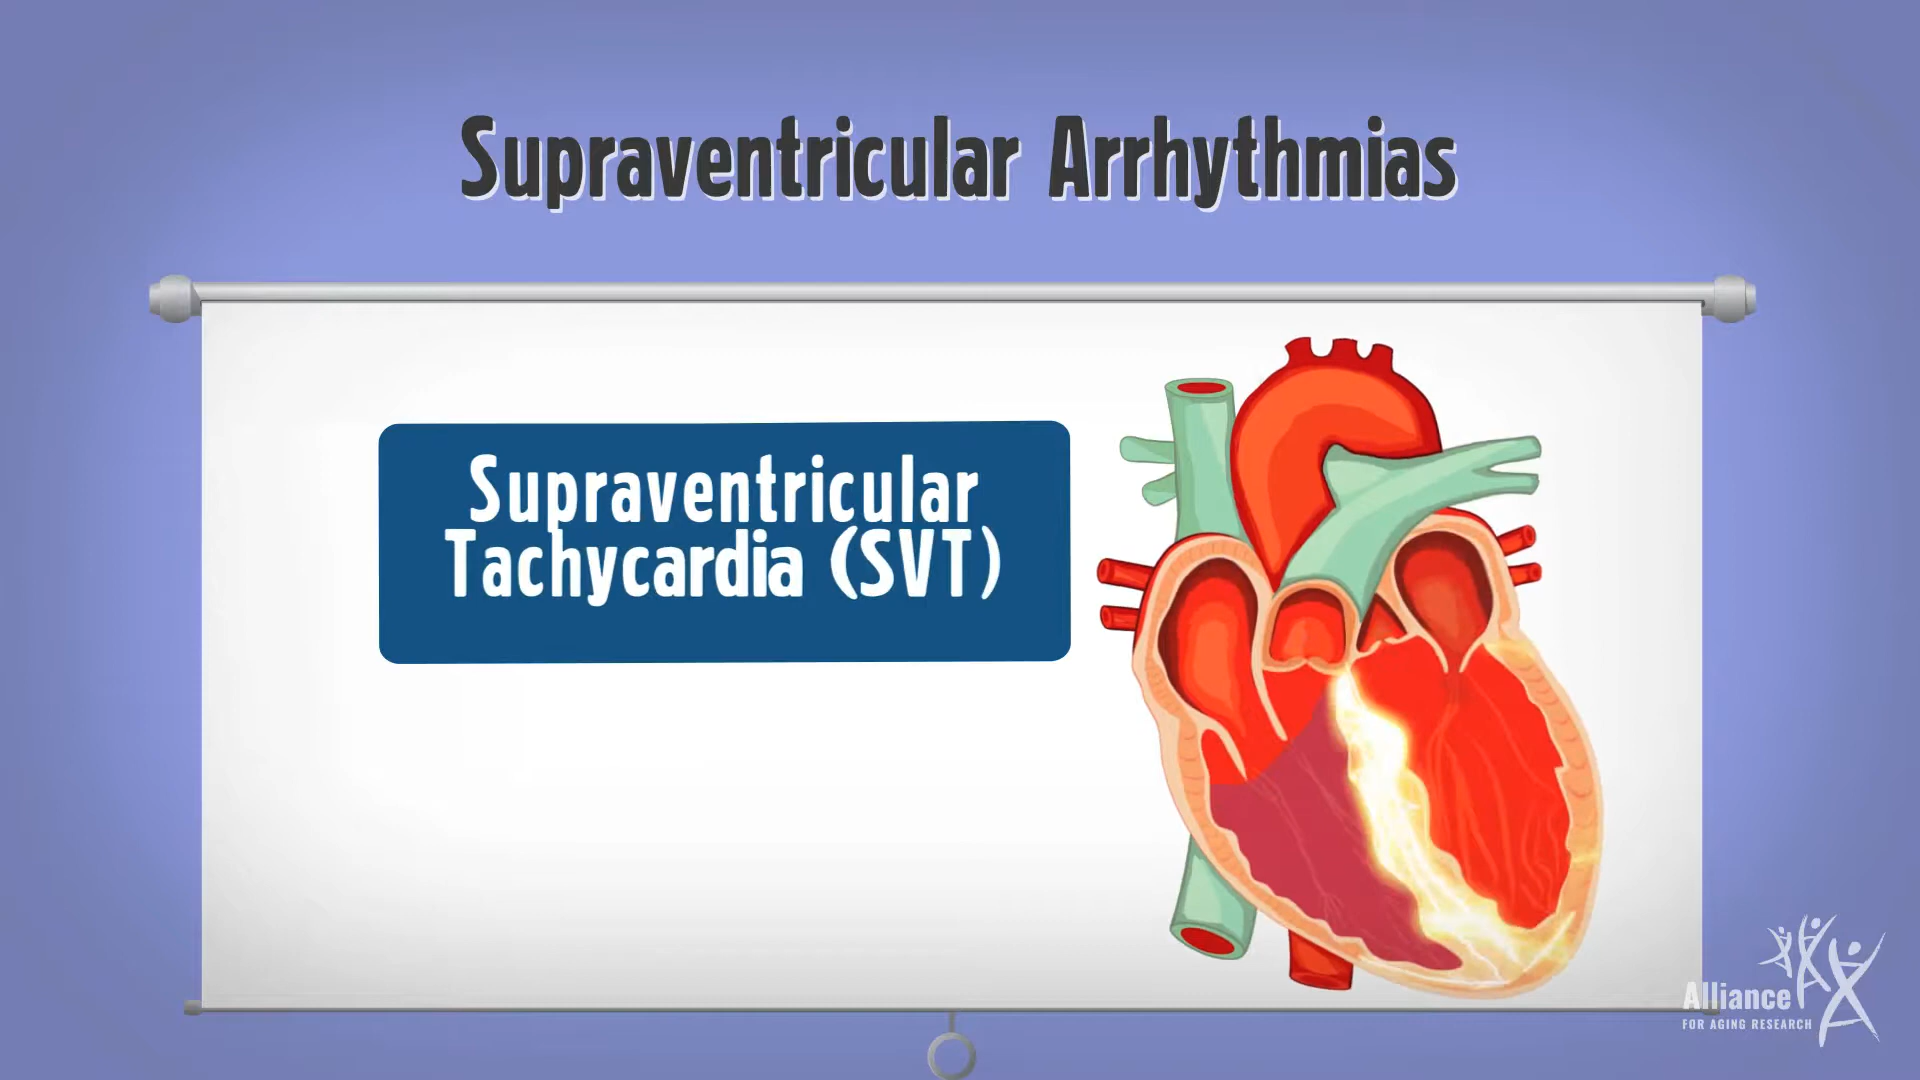 Supraventricular Arrhythmias
Supraventricular
Tachycardia (SVT)
Alliance
FOR AGING RESEARCH